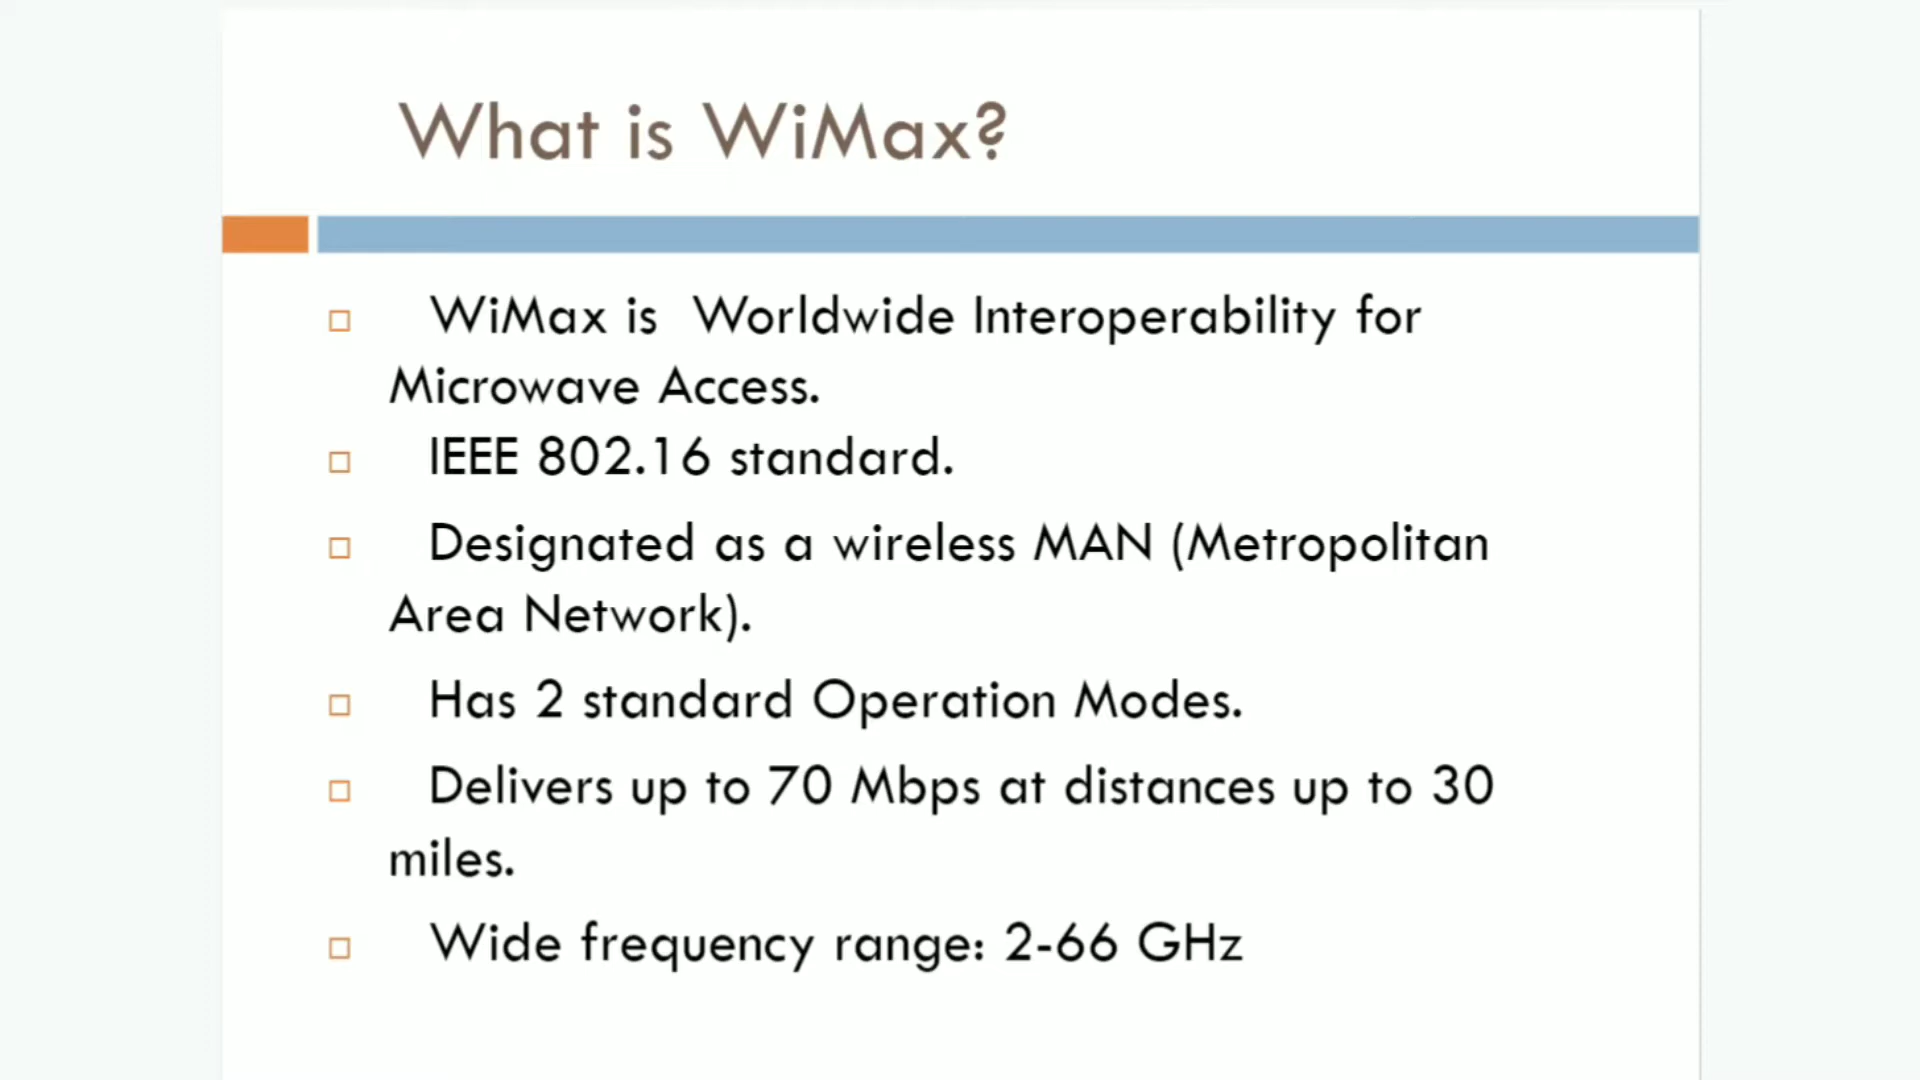 What is WiMax?
WiMax is Worldwide Interoperability for
Microwave Access.
IEEE 802.16 standard.
Designated as a wireless MAN (Metropolitan
Area Network).
Has 2 standard Operation Modes.
Delivers up to 70 Mbps at distances up to 30
miles.
Wide frequency range: 2-66 GHz